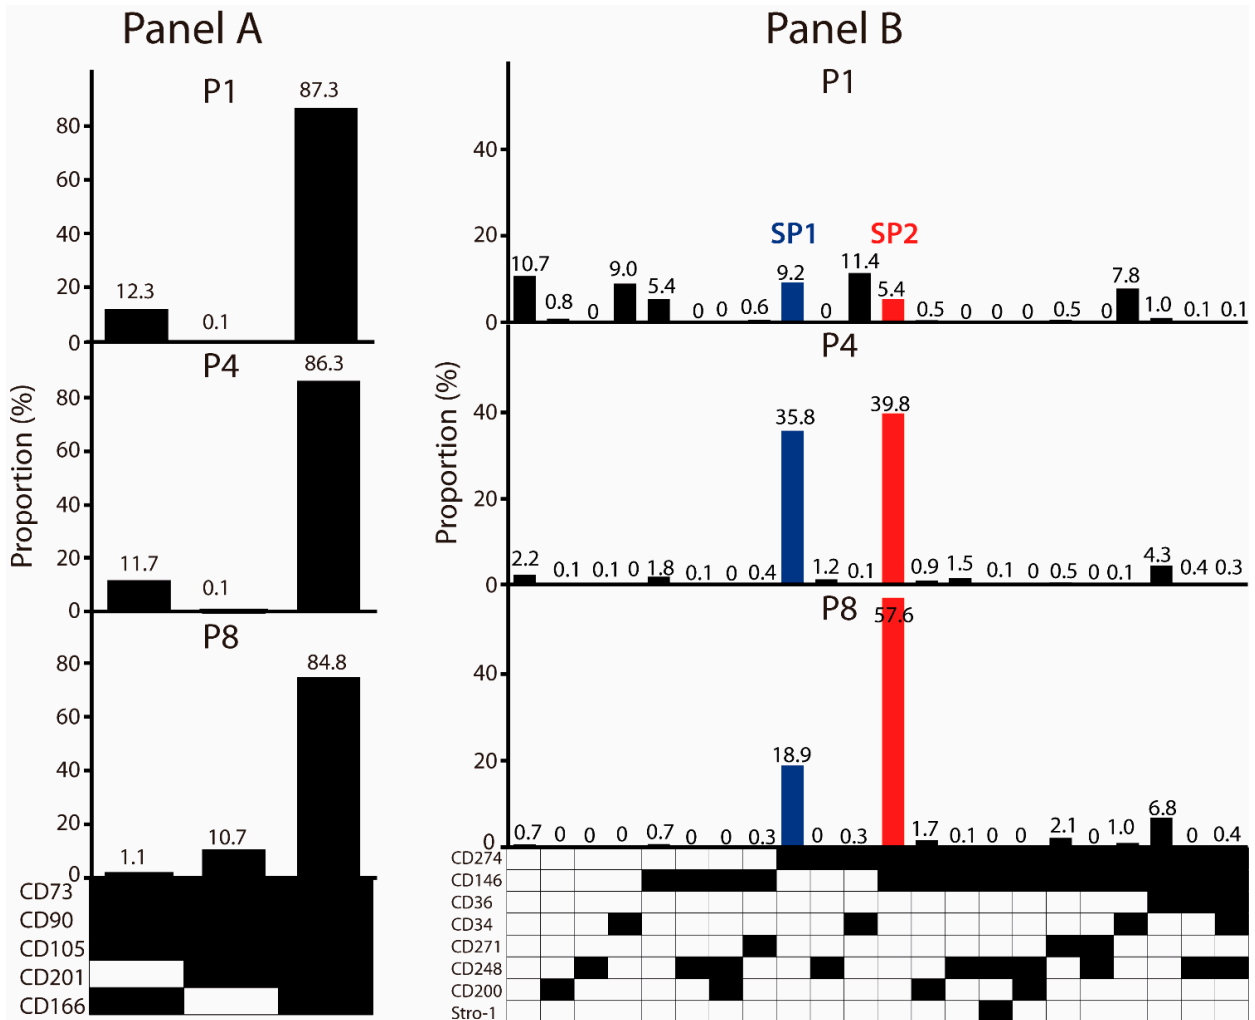 Panel A
P1
80
60
40
20
0
12.3
0.1
87.3
P4
80
60
40
20
0
11.7
0.1
86.3
P8
80
60
40
20
0
1.1
10.7
84.8
Proportion (%)
CD73
CD90
CD105
CD201
CD166
Panel B
P1
40
20
0
SP1
SP2
10.7 0.8 0 9.0 5.4 0 0 0.6 9.2 0 11.4 5.4 0.5 0 0 0 0.5 0 7.8 1.0 0.1 0.1
P4
40
20
0
2.2 0.1 0.1 0 1.8 0.1 0 0.4 35.8 1.2 0.1 39.8 0.9 1.5 0.1 0 0.5 0 0.1 4.3 0.4 0.3
P8
40
20
0
0.7 0 0 0 0.7 0 0 0.3 18.9 0 0.3 57.6 1.7 0.1 0 0 2.1 0 1.0 6.8 0 0.4
Proportion (%)
CD274
CD146
CD36
CD34
CD271
CD248
CD200
Stro-1